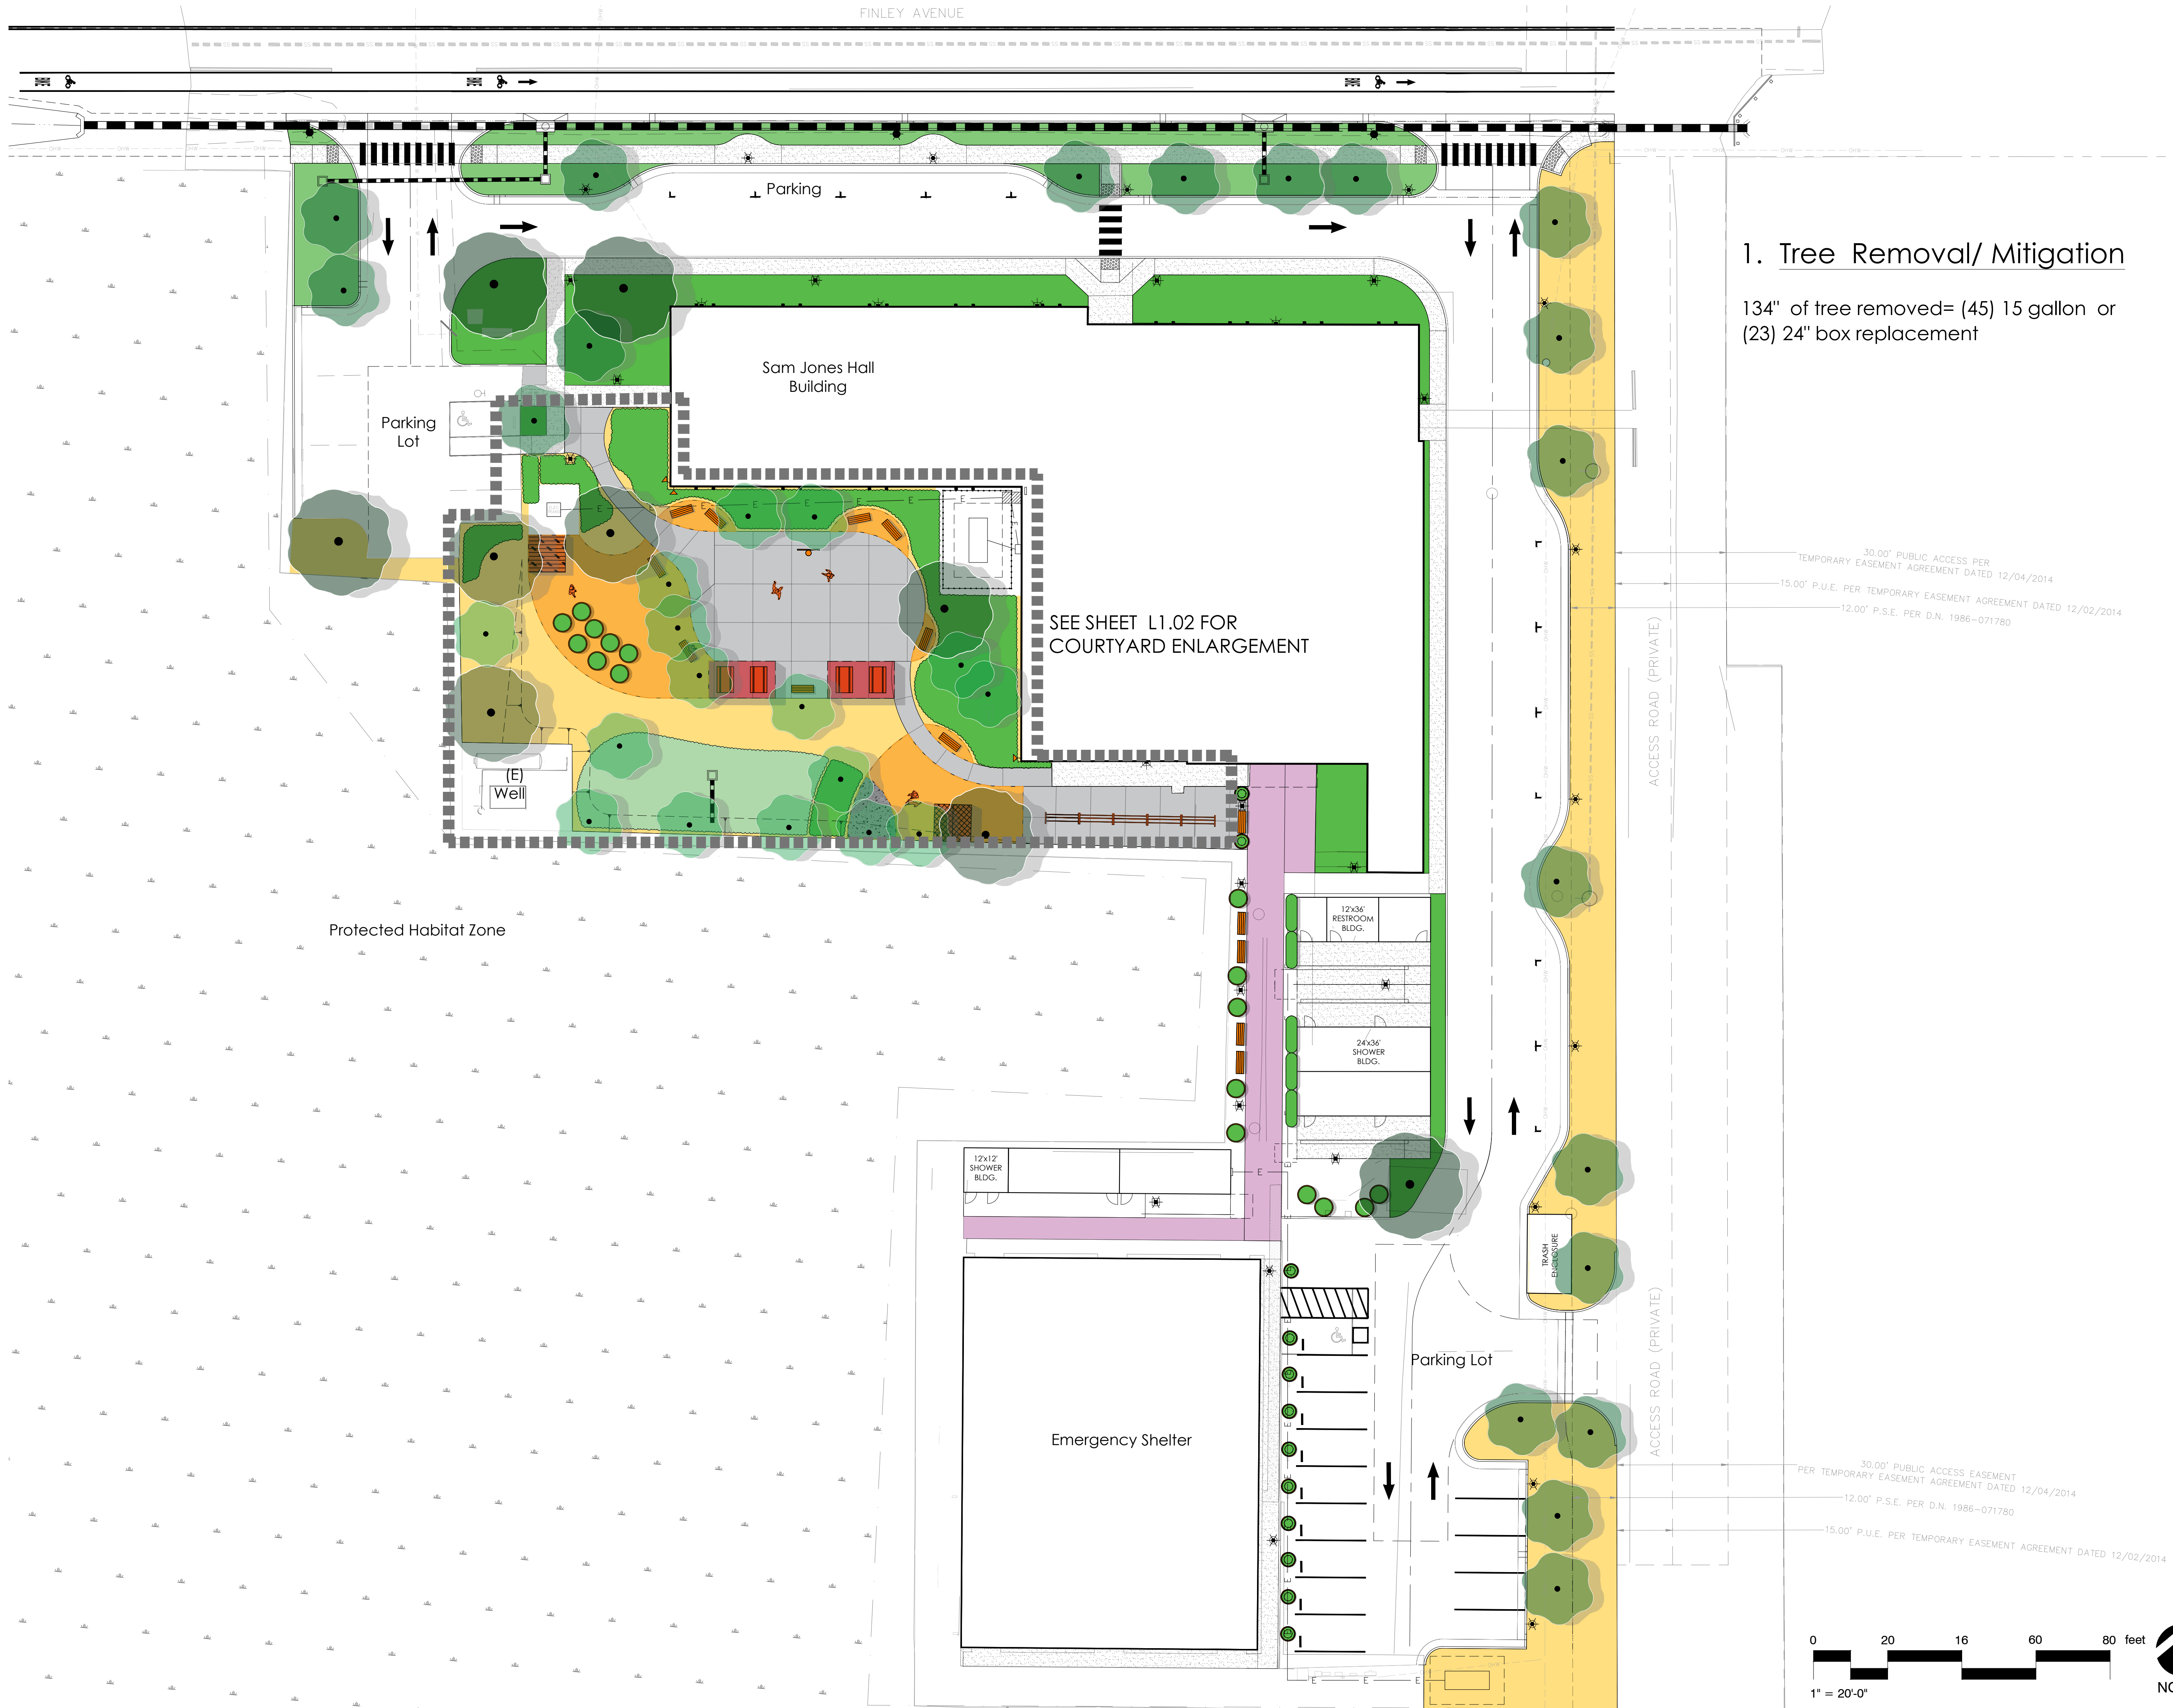 FINLEY AVENUE
Parking
1. Tree Removal/ Mitigation
134" of tree removed= (45) 15 gallon or
(23) 24" box replacement
Sam Jones Hall
Building
Parking
Lot
SEE SHEET L1.02 FOR
COURTYARD ENLARGEMENT
30.00' PUBLIC ACCESS PER
TEMPORARY EASEMENT AGREEMENT DATED 12/04/2014
15.00' P.U.E. PER TEMPORARY EASEMENT AGREEMENT DATED 12/02/2014
12.00' P.S.E. PER D.N. 1986-071780
ACCESS ROAD (PRIVATE)
(E)
Well
Protected Habitat Zone
12'x36'
RESTROOM
BLDG.
24'x36'
SHOWER
BLDG.
12'x12'
SHOWER
BLDG.
TRASH
ENCLOSURE
Parking Lot
Emergency Shelter
ACCESS ROAD (PRIVATE)
30.00' PUBLIC ACCESS EASEMENT
PER TEMPORARY EASEMENT AGREEMENT DATED 12/04/2014
12.00' P.S.E. PER D.N. 1986-071780
15.00' P.U.E. PER TEMPORARY EASEMENT AGREEMENT DATED 12/02/2014
0 20 16 60 80 feet
1" = 20'-0"